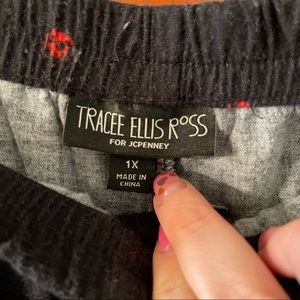 TRACEE ELLIS ROSS
FOR JCPENNEY
1X
MADE IN
CHINA